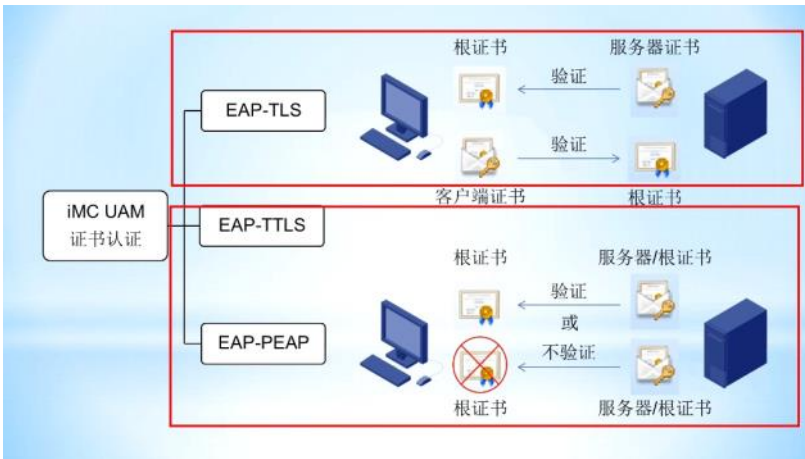 根证书
服务器证书
验证
EAP-TLS
验证
客户端证书
根证书
iMC UAM
证书认证
EAP-TTLS
根证书
服务器/根证书
验证
或
EAP-PEAP
不验证
根证书
服务器/根证书